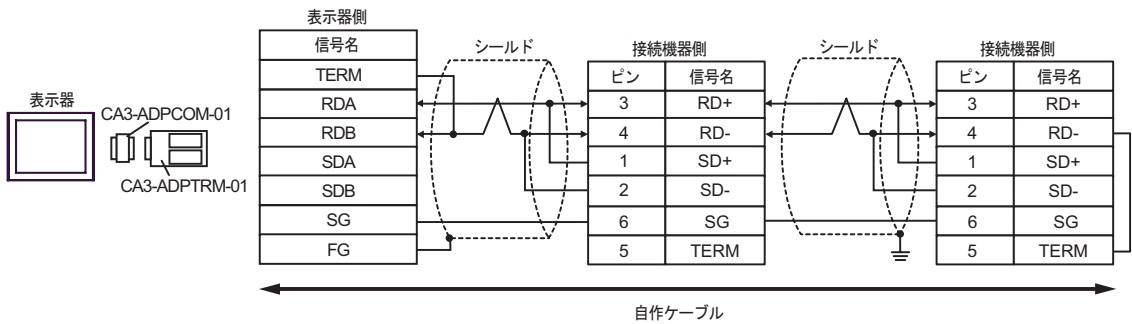 表示器
CA3-ADPCOM-01
CA3-ADPTRM-01
表示器側
信号名
TERM
RDA
RDB
SDA
SDB
SG
FG
シールド
接続機器側
ピン 信号名
3 RD+
4 RD-
1 SD+
2 SD-
6 SG
5 TERM
シールド
接続機器側
ピン 信号名
3 RD+
4 RD-
1 SD+
2 SD-
6 SG
5 TERM
自作ケーブル